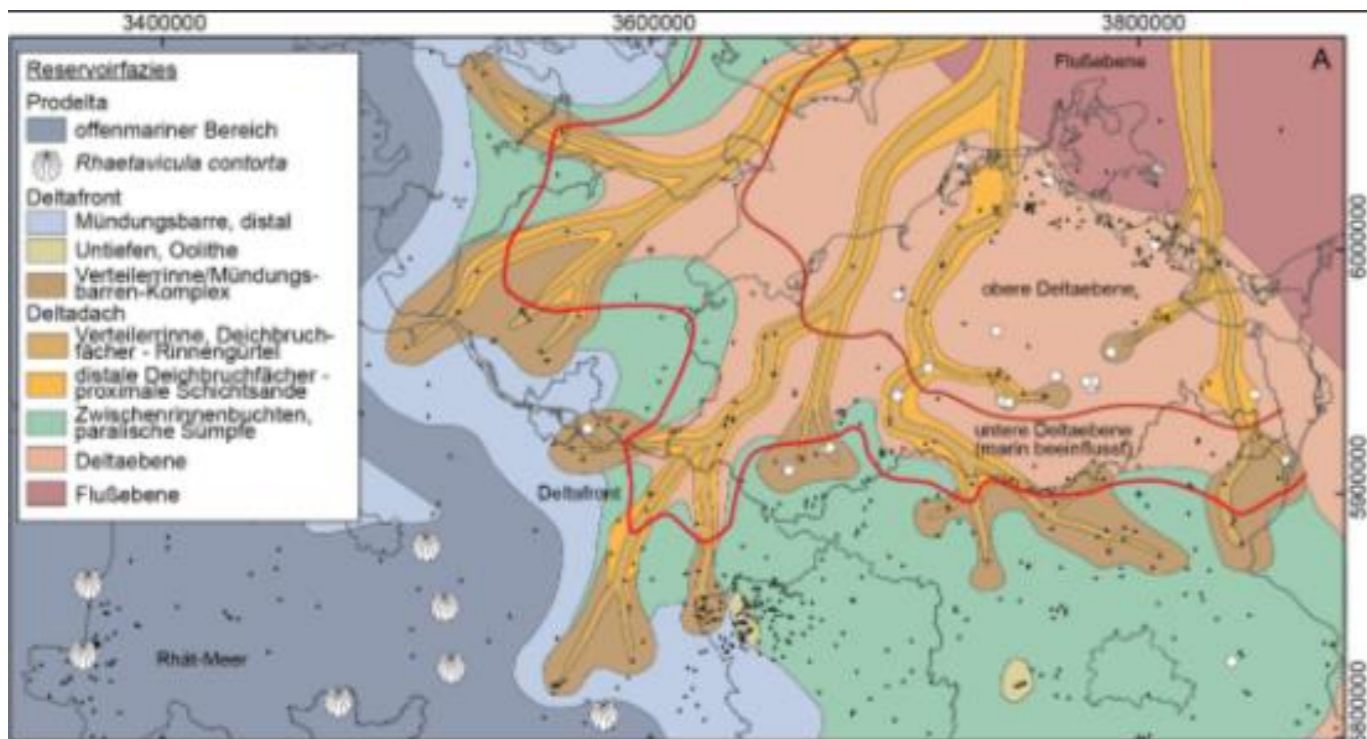 3400000
3600000
3800000
A
Reservoirfazies
Prodelta
offenmariner Bereich
Rhaetavicula contorta
Deltafront
Mündungsbarre, distal
Untiefen, Oolithe
Verteilerrinne/Mündungs-
barren-Komplex
Deltadach
Verteilerrinne, Deichbruch-
fächer - Rinnengürtel
distale Deichbruchfächer -
proximale Schichtsande
Zwischenrinnenbuchten,
paralische Sümpfe
Deltaebene
Flußebene
Flußebene
obere Deltaebene
untere Deltaebene
(marin beeinflusst)
Deltafront
Rhät-Meer
6000000
5900000
5800000